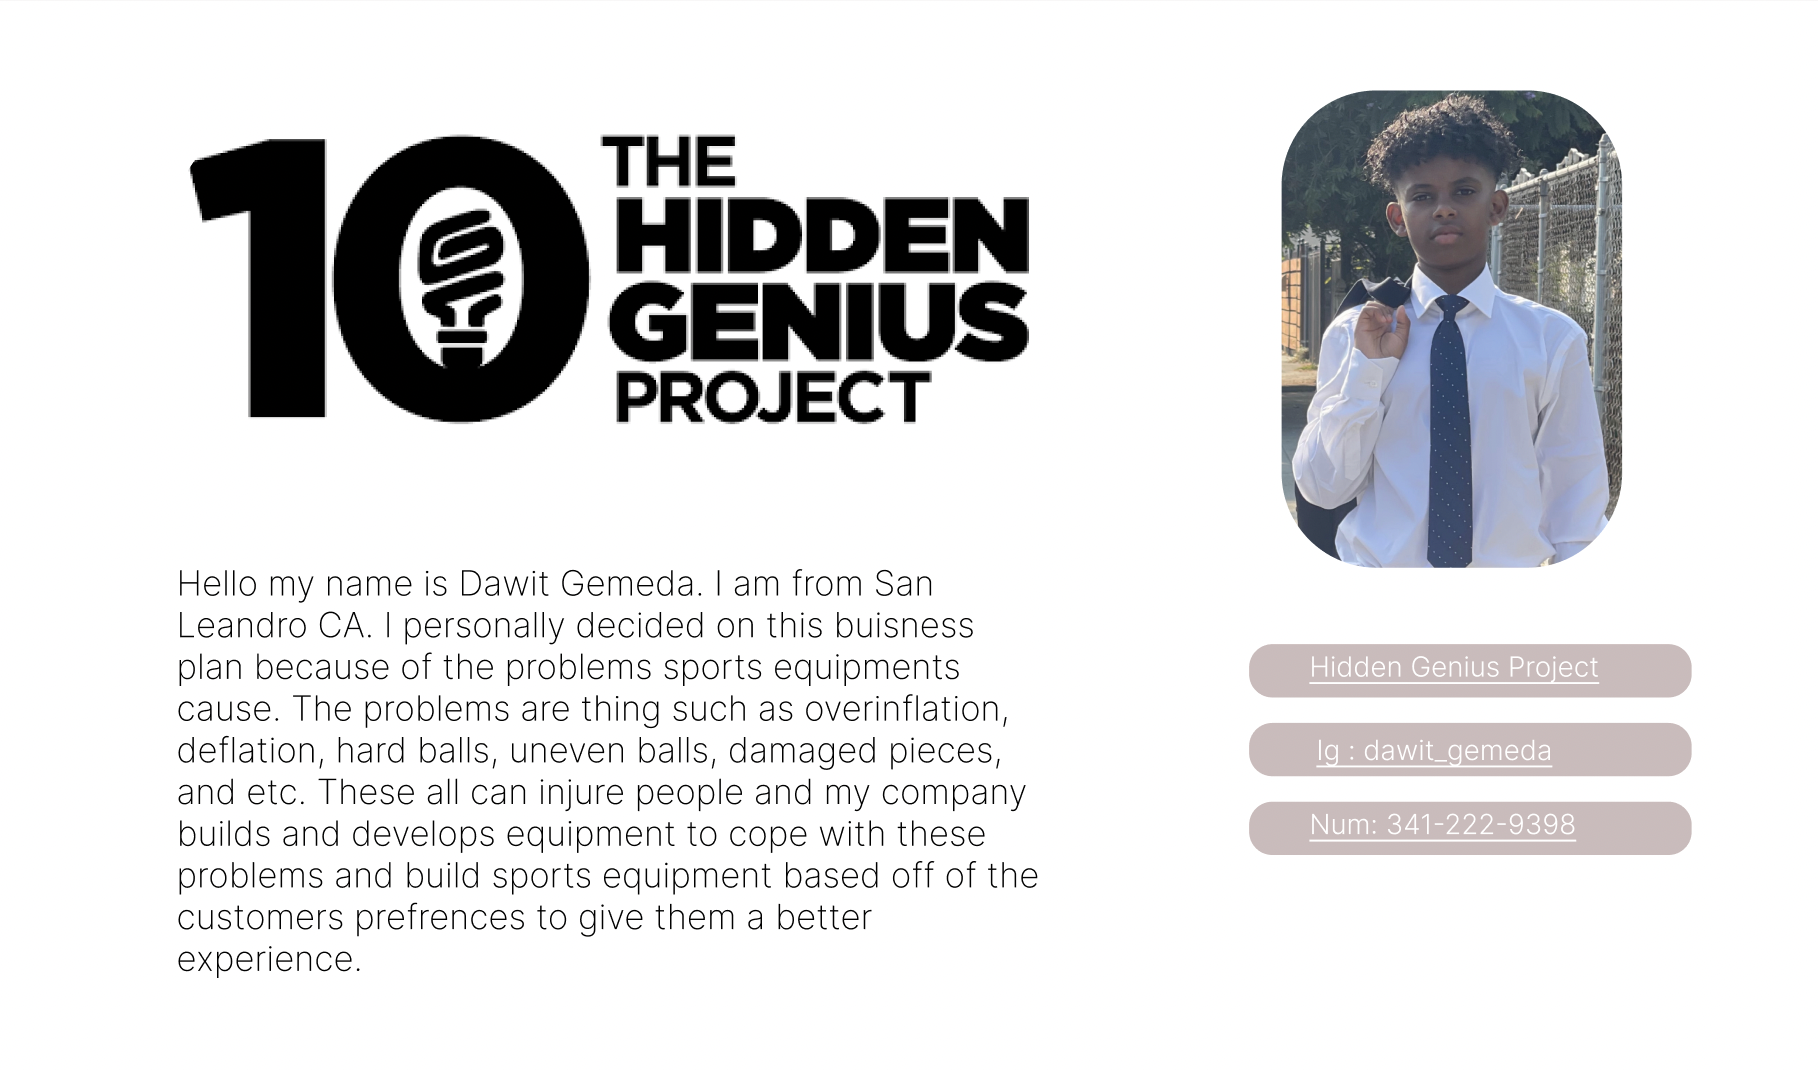 10
THE
HIDDEN
GENIUS
PROJECT
Hello my name is Dawit Gemeda. I am from San
Leandro CA. I personally decided on this buisness
plan because of the problems sports equipments
cause. The problems are thing such as overinflation,
deflation, hard balls, uneven balls, damaged pieces,
and etc. These all can injure people and my company
builds and develops equipment to cope with these
problems and build sports equipment based off of the
customers prefrences to give them a better
experience.
Hidden Genius Project
Ig : dawit_gemeda
Num: 341-222-9398